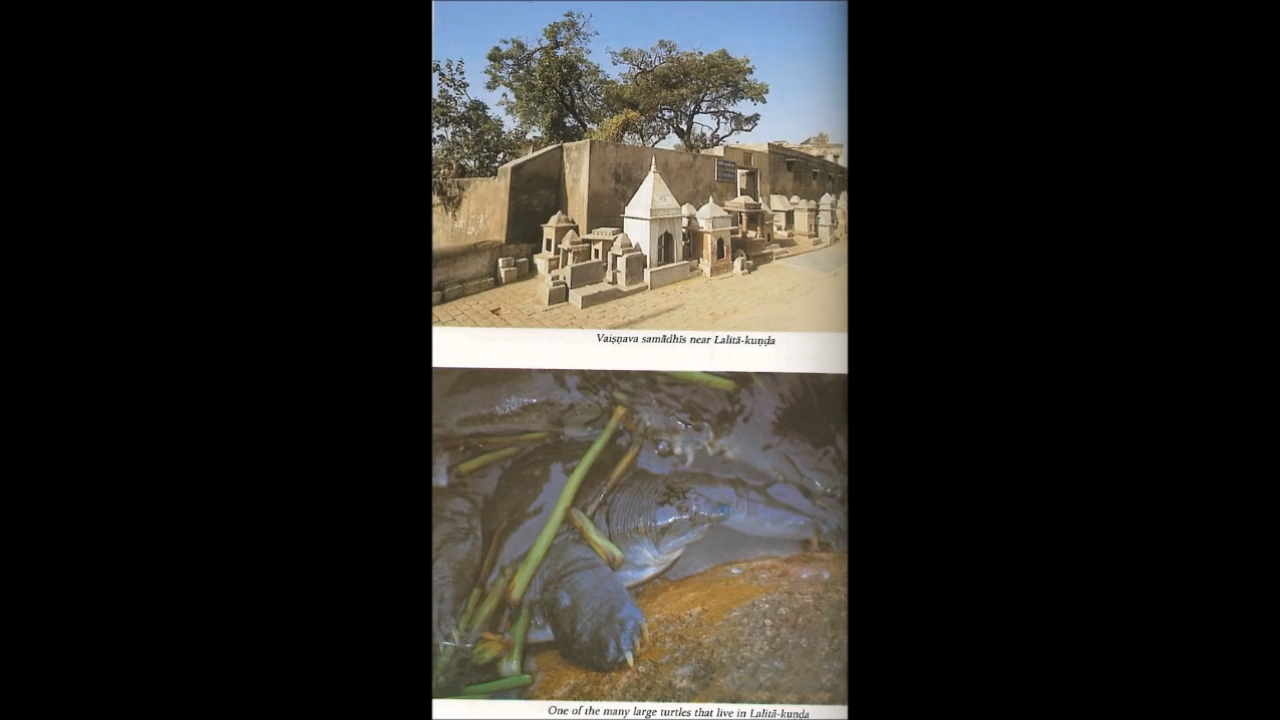 Vaiṣṇava samādhis near Lalitā-kuṇḍa
One of the many large turtles that live in Lalitā-kuṇḍa